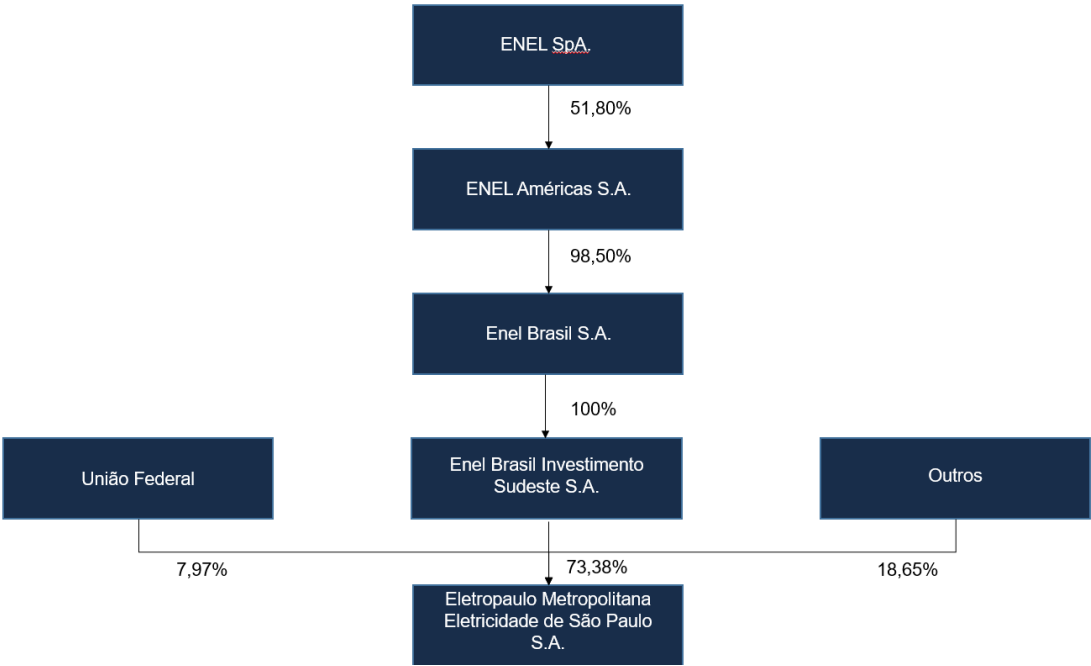 ENEL SpA.
51,80%
ENEL Américas S.A.
98,50%
Enel Brasil S.A.
100%
União Federal
Enel Brasil Investimento
Sudeste S.A.
Outros
7,97%
73,38%
18,65%
Eletropaulo Metropolitana
Eletricidade de São Paulo
S.A.